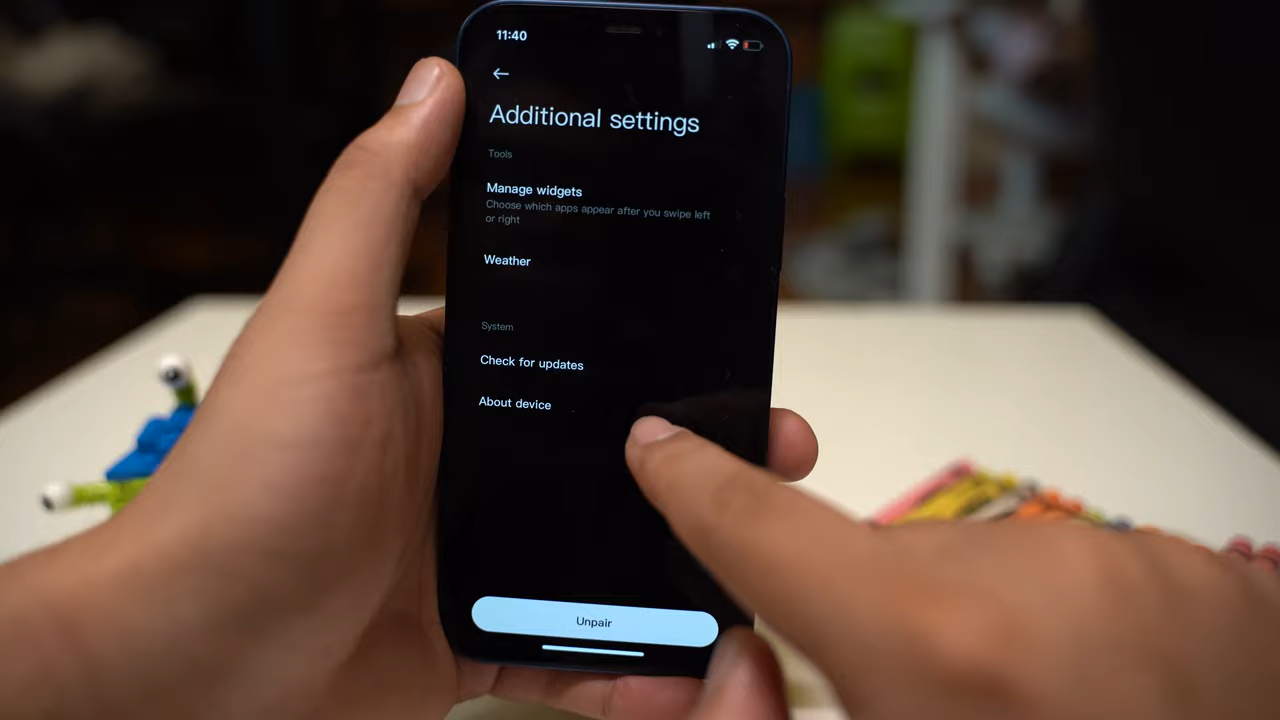 11:40
Additional settings
Tools
Manage widgets
Choose which apps appear after you swipe left
or right
Weather
System
Check for updates
About device
Unpair